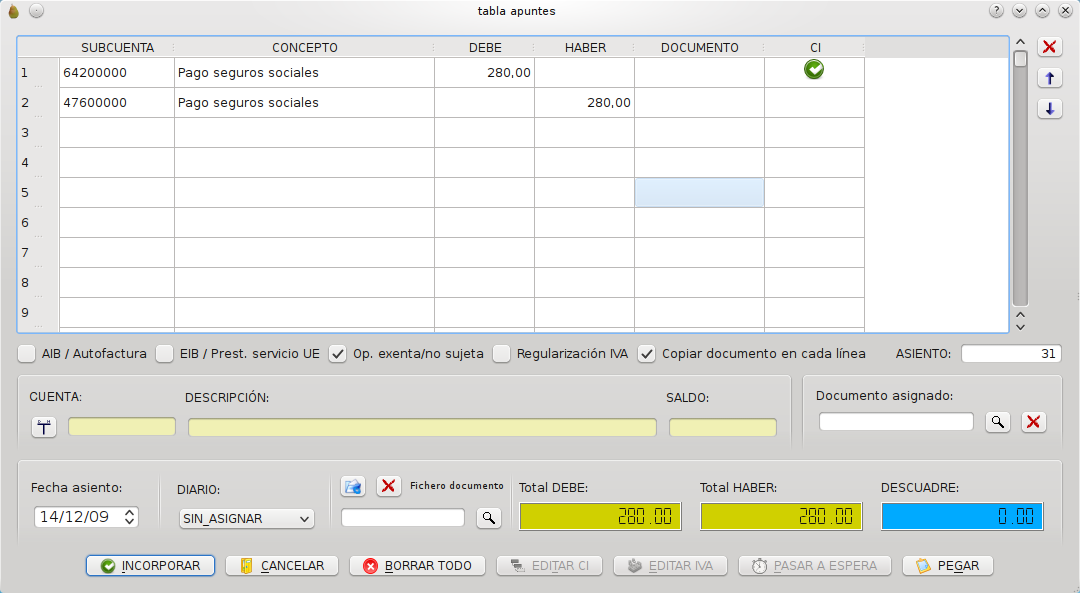 tabla apuntes
SUBCUENTA CONCEPTO DEBE HABER DOCUMENTO CI
1 64200000 Pago seguros sociales 280,00
2 47600000 Pago seguros sociales 280,00
3
4
5
6
7
8
9
AIB / Autofactura EIB / Prest. servicio UE Op. exenta/no sujeta Regularización IVA Copiar documento en cada línea ASIENTO: 31
CUENTA: DESCRIPCIÓN: SALDO: Documento asignado:
Fecha asiento: DIARIO: Fichero documento Total DEBE: Total HABER: DESCUADRE:
14/12/09 SIN_ASIGNAR 280.00 280.00 0.00
INCORPORAR CANCELAR BORRAR TODO EDITAR CI EDITAR IVA PASAR A ESPERA PEGAR